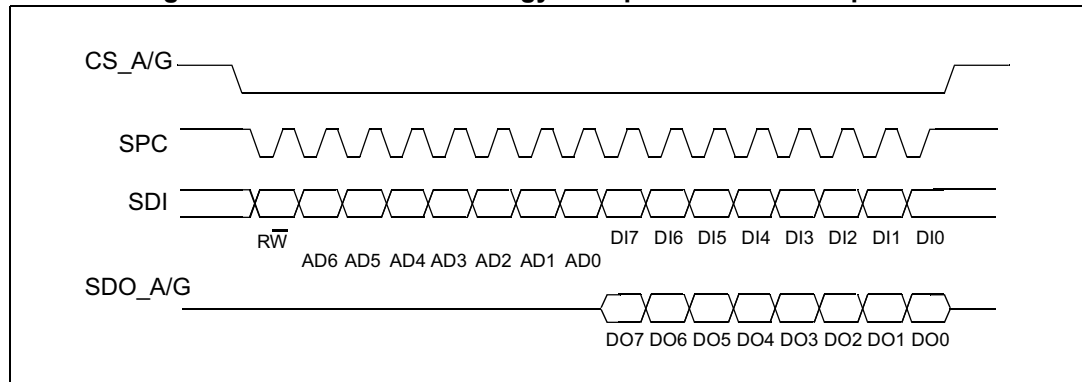 CS_A/G
SPC
SDI
RW̅
DI7 DI6 DI5 DI4 DI3 DI2 DI1 DI0
AD6 AD5 AD4 AD3 AD2 AD1 AD0
SDO_A/G
DO7 DO6 DO5 DO4 DO3 DO2 DO1 DO0